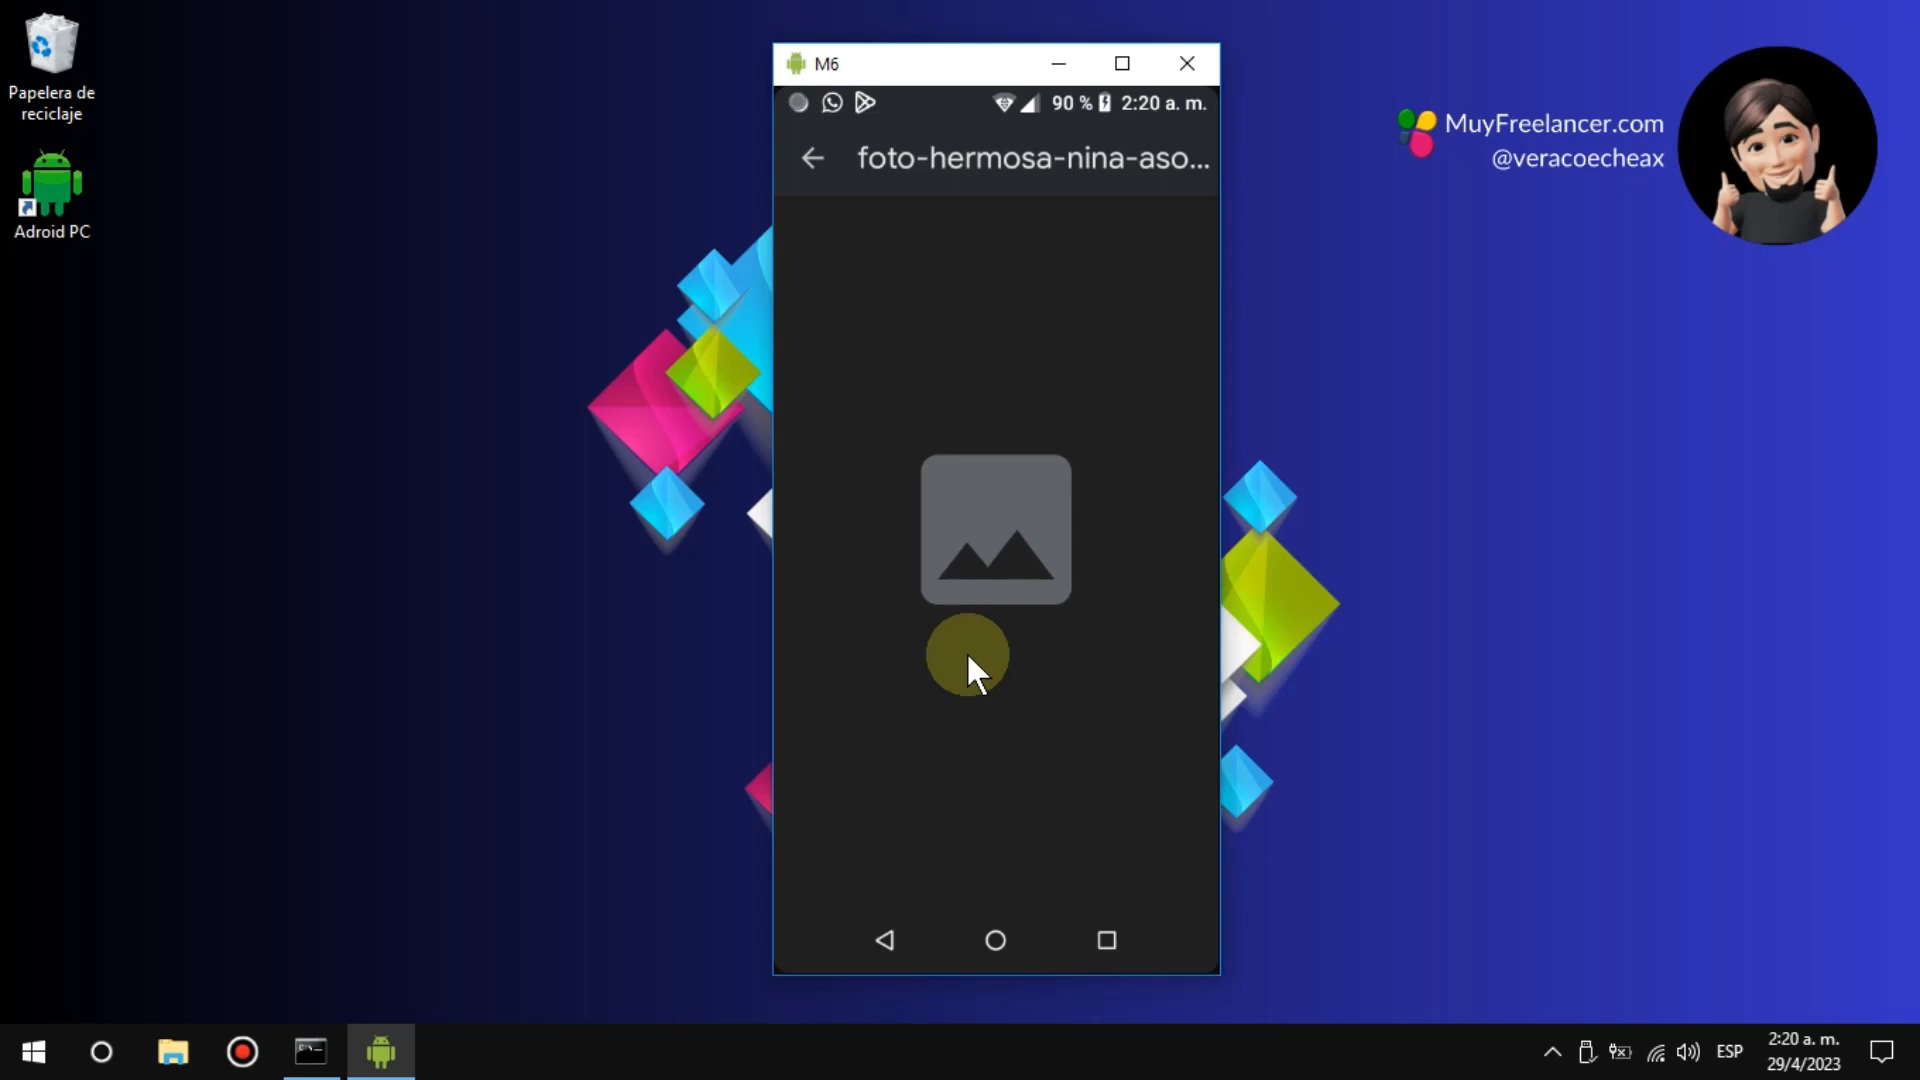 Papelera de
reciclaje
Adroid PC
M6
90 %
2:20 a. m.
foto-hermosa-nina-aso...
MuyFreelancer.com
@veracoecheax
ESP
2:20 a. m.
29/4/2023